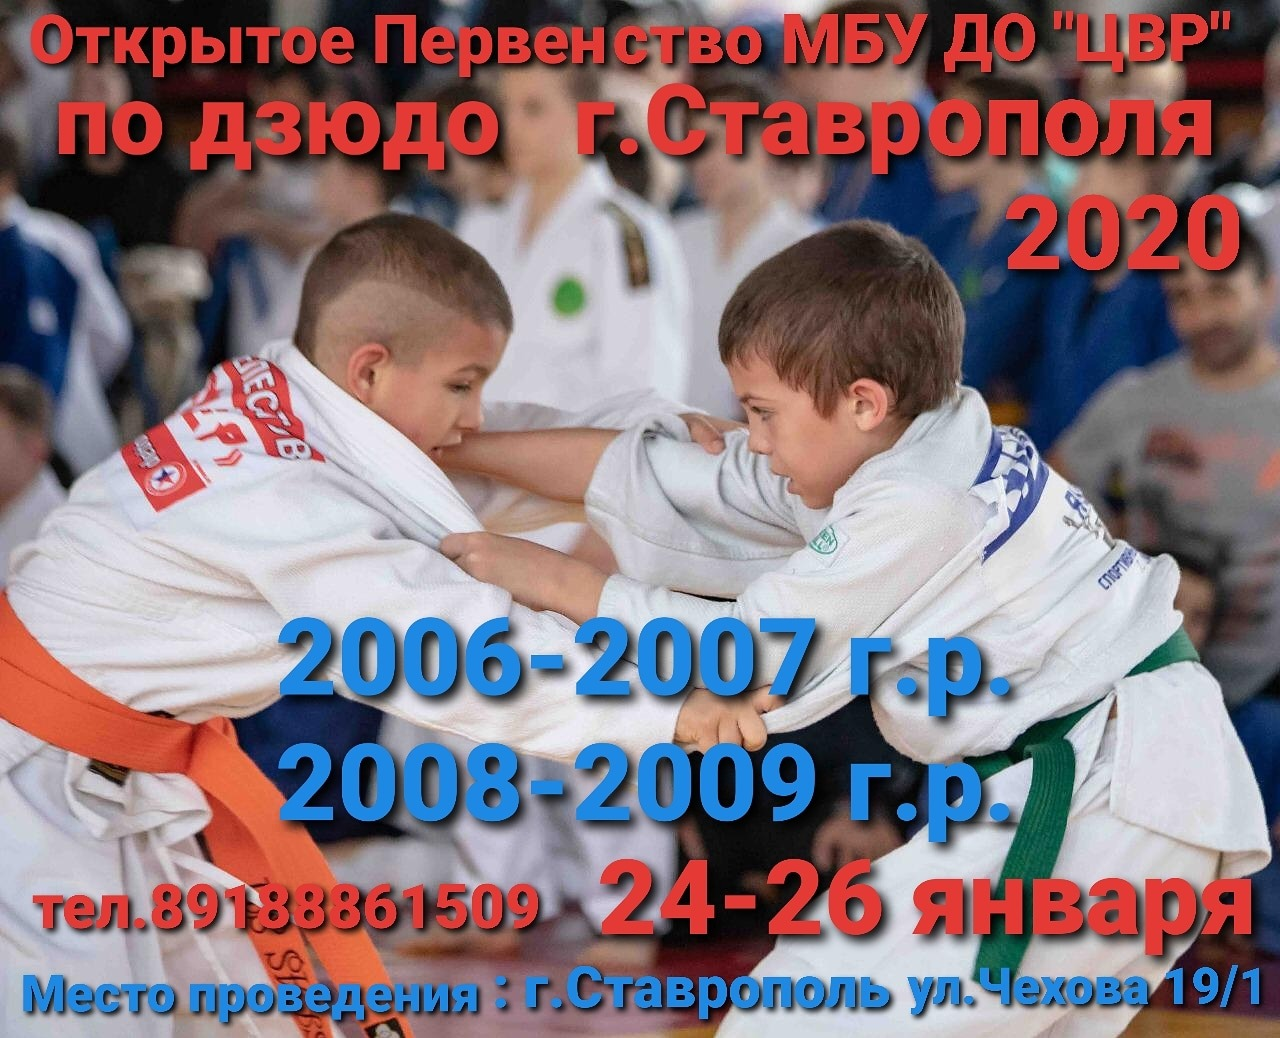 Открытое Первенство МБУ ДО "ЦВР"
по дзюдо г.Ставрополя
2020
2006-2007 г.р.
2008-2009 г.р.
тел.89188861509 24-26 января
Место проведения : г.Ставрополь ул.Чехова 19/1